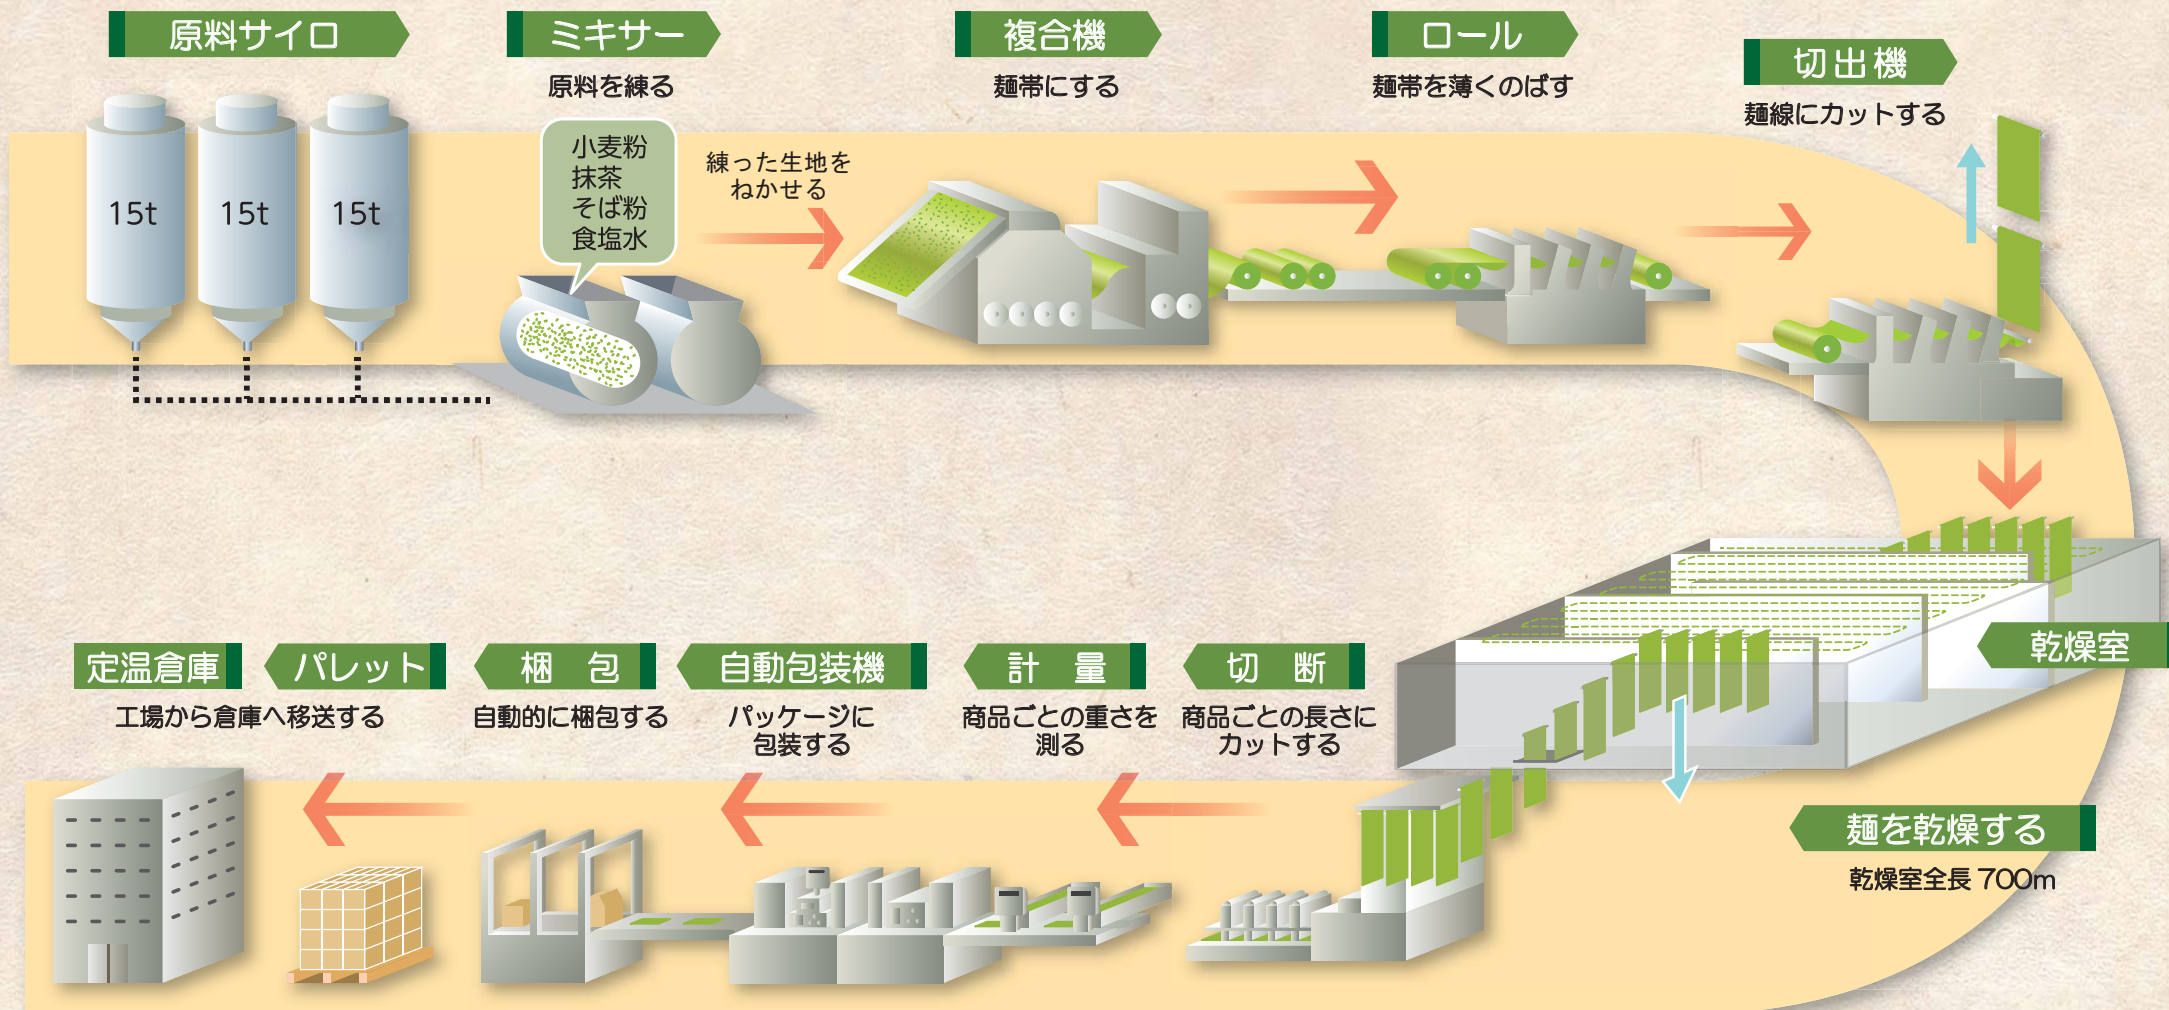 原料サイロ
15t
15t
15t
ミキサー
原料を練る
小麦粉
抹茶
そば粉
食塩水
練った生地を
ねかせる
複合機
麺帯にする
ロール
麺帯を薄くのばす
切出機
麺線にカットする
乾燥室
麺を乾燥する
乾燥室全長 700m
切　断
商品ごとの長さに
カットする
計　量
商品ごとの重さを
測る
自動包装機
パッケージに
包装する
梱　包
自動的に梱包する
パレット
定温倉庫
工場から倉庫へ移送する